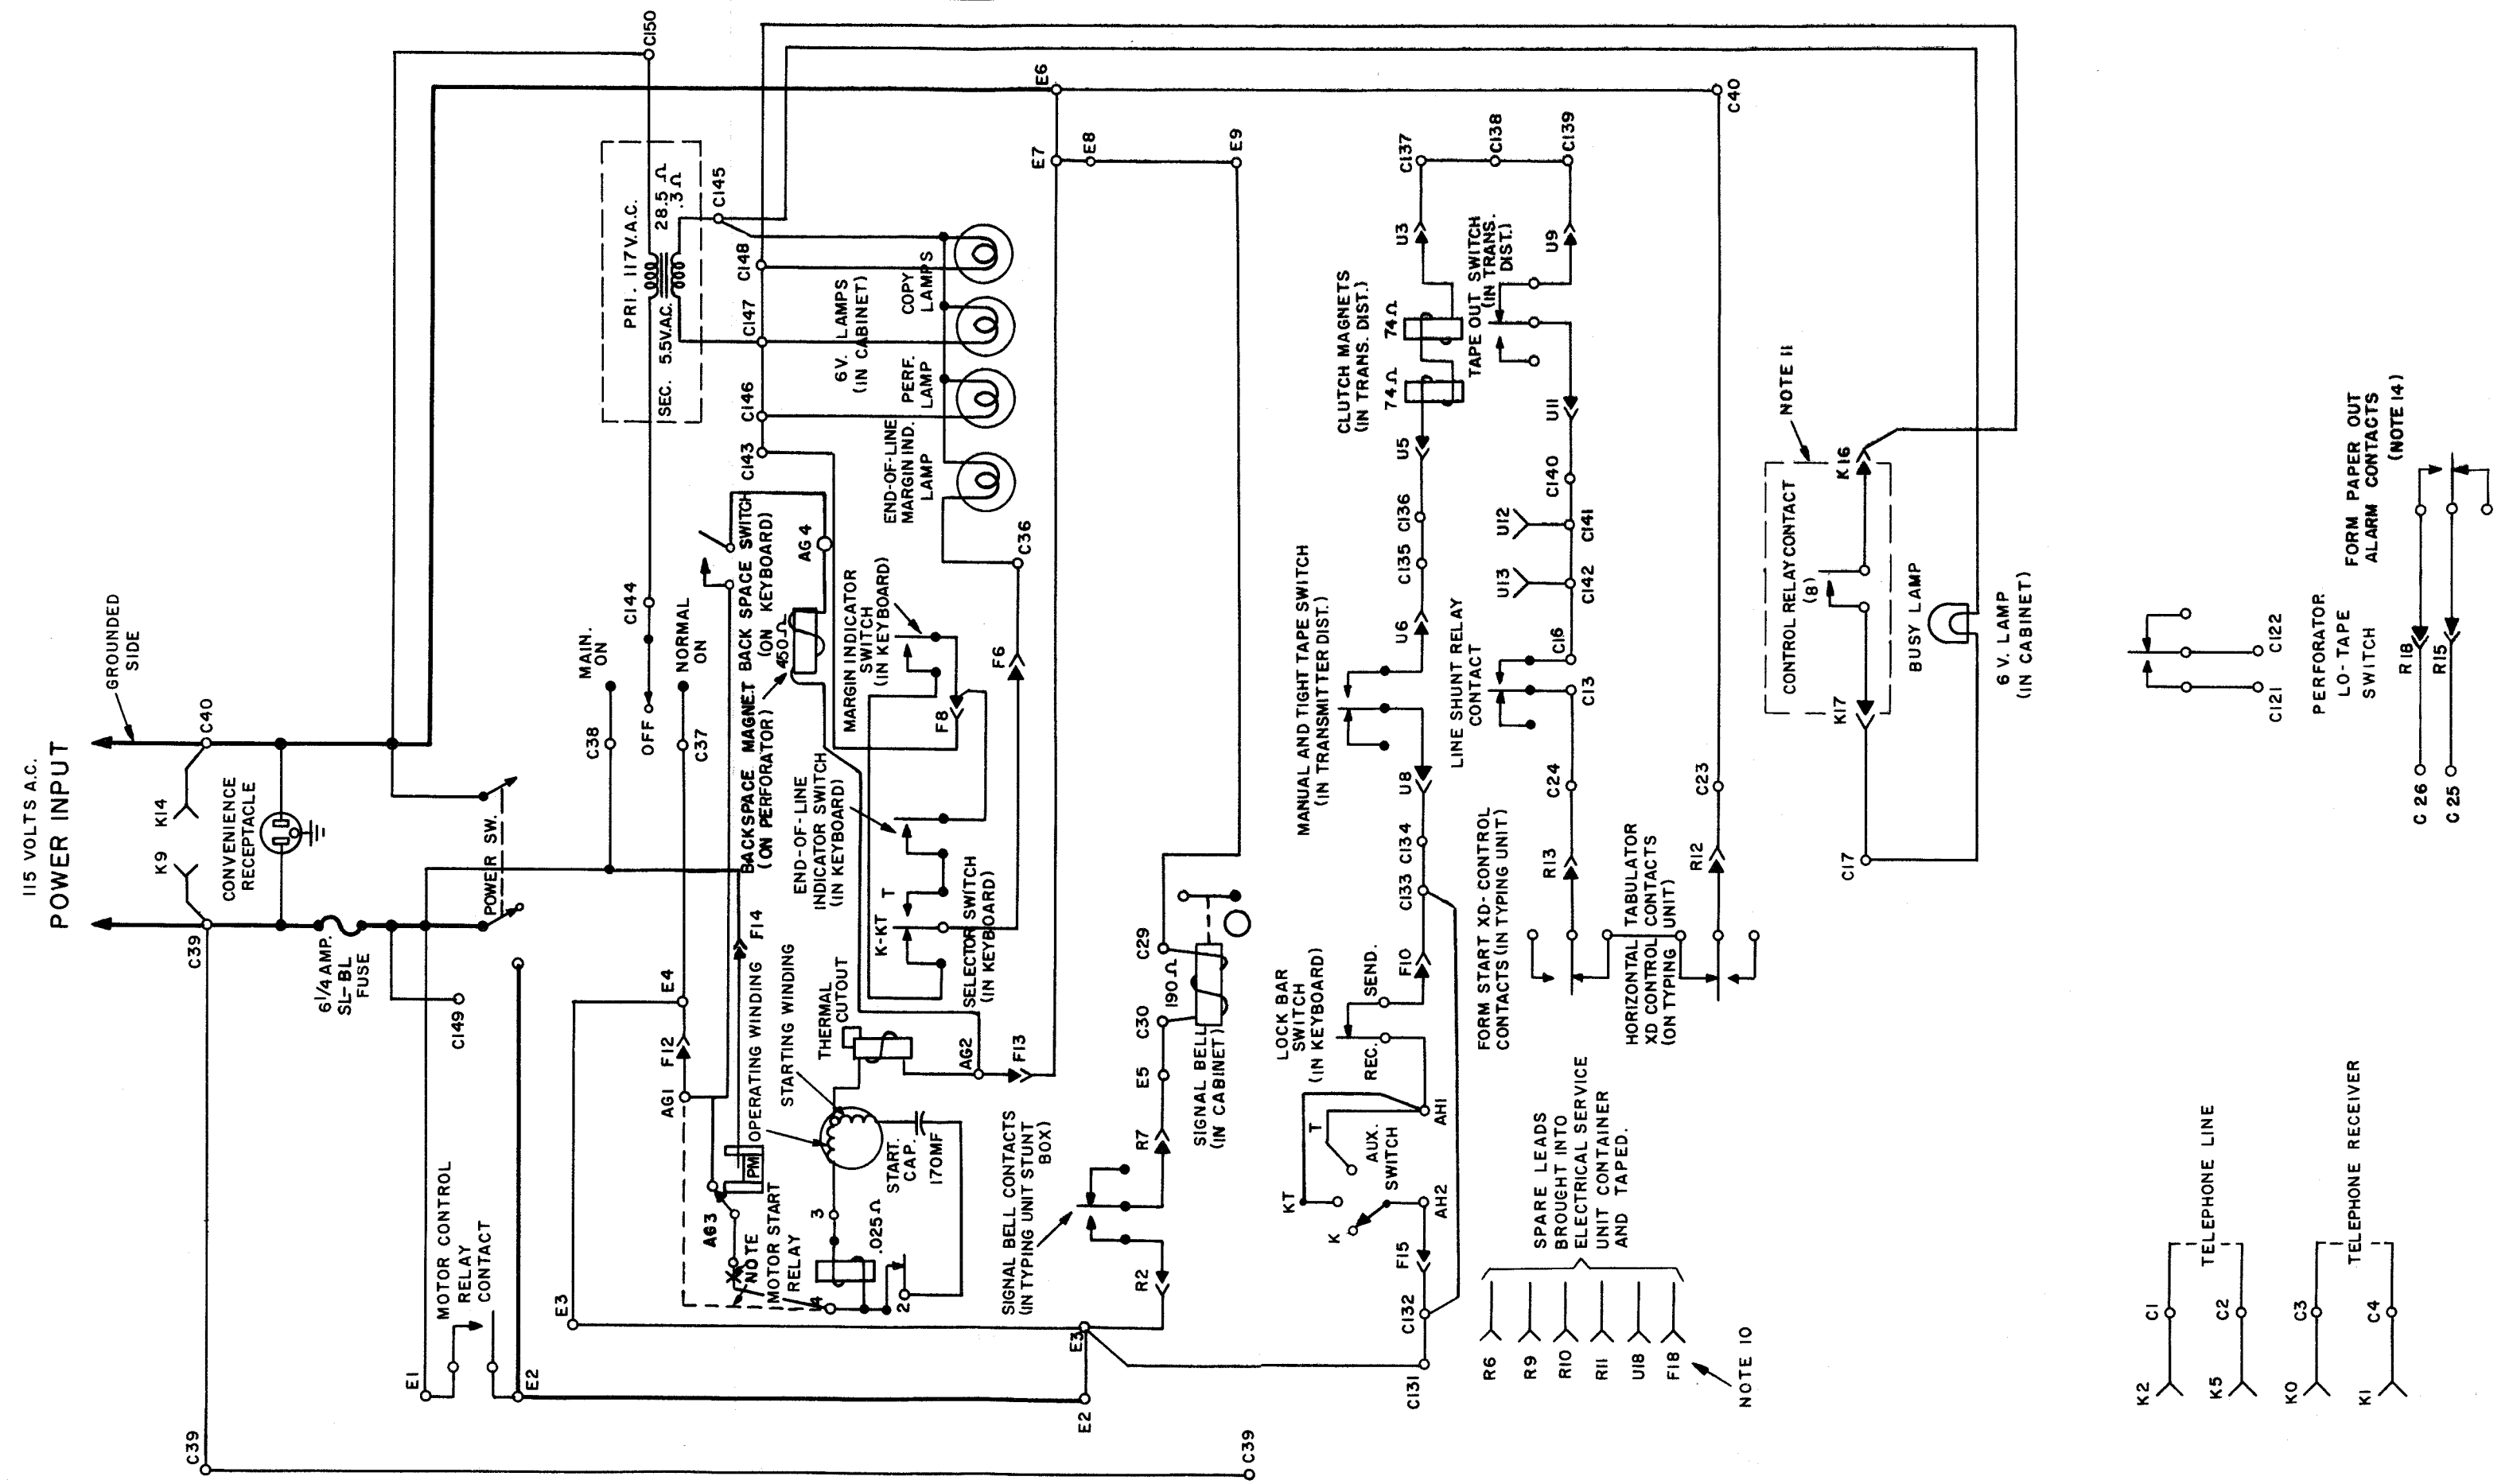 115 VOLTS A.C.
POWER INPUT
GROUNDED
SIDE
C39
C40
K9
K14
CONVENIENCE
RECEPTACLE
6 1/4 AMP.
SL-BL
FUSE
C149
POWER SW.
C39
C39
E1
MOTOR CONTROL
RELAY
CONTACT
E2
E2
C150
PRI. 117 V.A.C.
28.5 Ω
.3 Ω
SEC. 5.5V.A.C.
C145
C144
MAIN.
ON
C38
OFF
C37
NORMAL
ON
E3
E4
F12
AG1
F14
AG3
PM
NOTE
MOTOR START
RELAY
4
OPERATING WINDING
STARTING WINDING
3
.025Ω
2
START.
CAP.
170MF
THERMAL
CUTOUT
AG2
F13
BACKSPACE MAGNET
(ON PERFORATOR)
BACK SPACE SWITCH
(ON KEYBOARD)
450Ω
AG4
C143
C146
C147
C148
6V. LAMPS
(IN CABINET)
COPY
LAMPS
PERF.
LAMP
END-OF-LINE
MARGIN IND.
LAMP
MARGIN INDICATOR
SWITCH
(IN KEYBOARD)
F8
END-OF-LINE
INDICATOR SWITCH
(IN KEYBOARD)
K-KT
T
SELECTOR SWITCH
(IN KEYBOARD)
F6
C36
E6
E7
E8
E9
C40
SIGNAL BELL CONTACTS
(IN TYPING UNIT STUNT
BOX)
E3
R2
R7
E5
C30
C29
190Ω
SIGNAL BELL
(IN CABINET)
CLUTCH MAGNETS
(IN TRANS. DIST.)
74Ω
74Ω
U3
U5
C137
C138
C139
C136
C135
U6
MANUAL AND TIGHT TAPE SWITCH
(IN TRANSMITTER DIST.)
U8
C134
C133
F10
LOCK BAR
SWITCH
(IN KEYBOARD)
SEND.
REC.
AH1
T
KT
AUX.
SWITCH
K
AH2
F15
C132
C131
TAPE OUT SWITCH
(IN TRANS.
DIST.)
U9
U11
C140
U12
C141
U13
C142
C16
LINE SHUNT RELAY
CONTACT
C13
C24
R13
FORM START XD-CONTROL
CONTACTS (IN TYPING UNIT)
HORIZONTAL TABULATOR
XD CONTROL CONTACTS
(ON TYPING UNIT)
C23
R12
SPARE LEADS
BROUGHT INTO
ELECTRICAL SERVICE
UNIT CONTAINER
AND TAPED.
R6
R9
R10
R11
U18
F18
NOTE 10
NOTE 11
CONTROL RELAY CONTACT
(8)
K16
K17
C17
BUSY LAMP
6 V. LAMP
(IN CABINET)
C121
C122
PERFORATOR
LO-TAPE
SWITCH
FORM PAPER OUT
ALARM CONTACTS
(NOTE 14)
R18
R15
C 26
C 25
K2
C1
K5
C2
TELEPHONE LINE
K0
C3
K1
C4
TELEPHONE RECEIVER